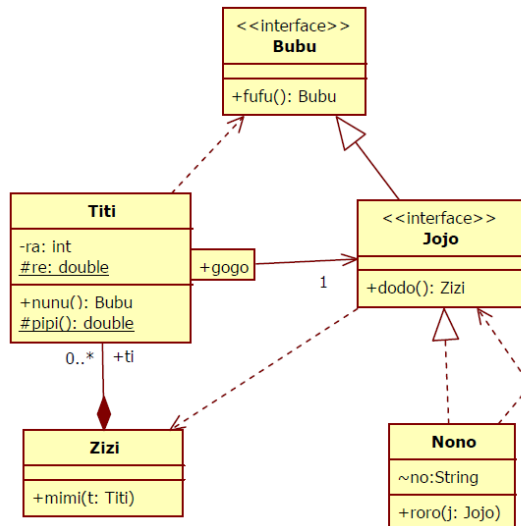 <<interface>>
Bubu
+fufu(): Bubu
Titi
-ra: int
#re: double
+nunu(): Bubu
#pipi(): double
+gogo
1
<<interface>>
Jojo
+dodo(): Zizi
0..* +ti
Zizi
+mimi(t: Titi)
Nono
~no:String
+roro(j: Jojo)